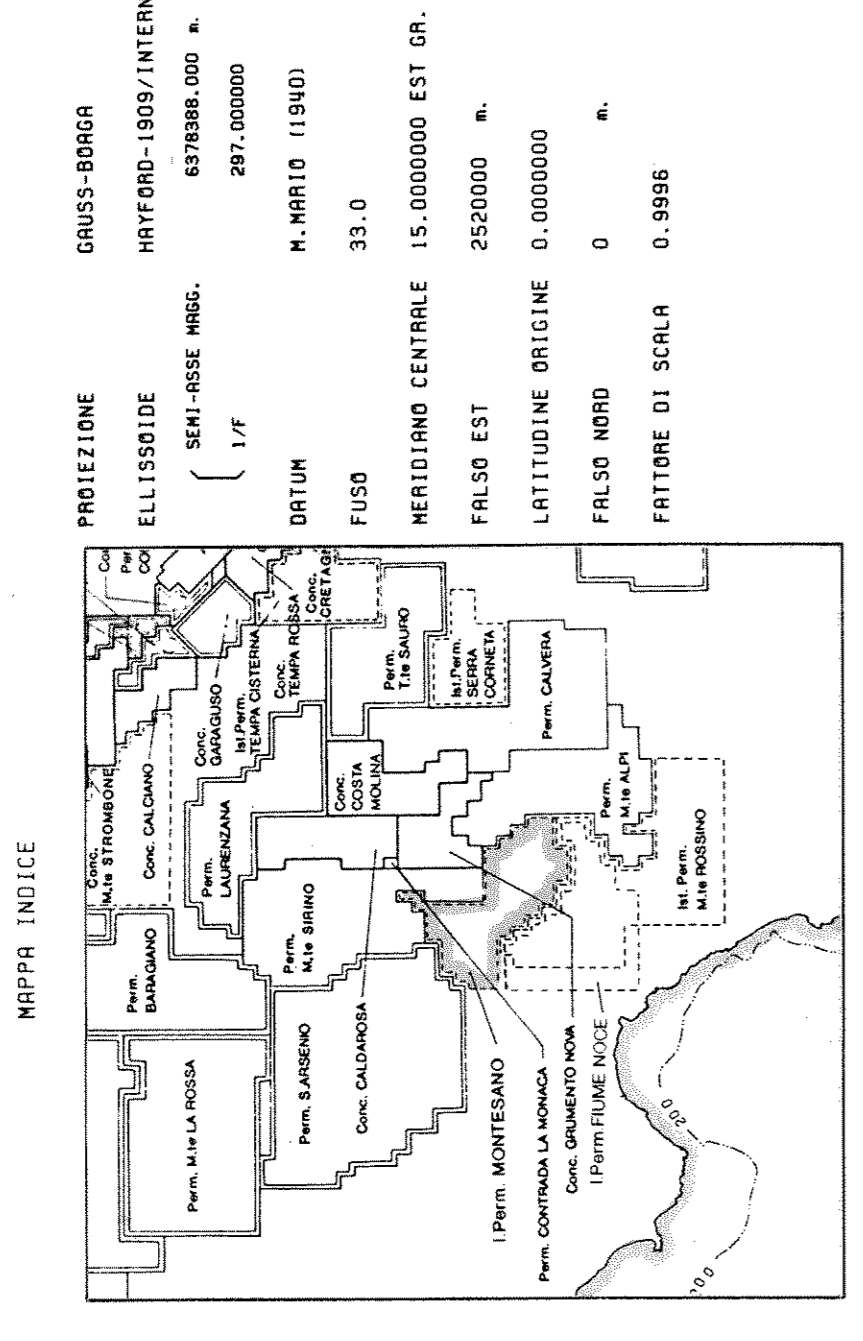 MAPPA INDICE
Conc.
M.te STROMBONE
Conc. CALCIANO
Perm.
BARAGIANO
Perm. M.te LA ROSSA
Conc.
GARAGUSO
Ist.Perm.
TEMPA CISTERNA
Perm.
LAURENZANA
Conc.
TEMPA ROSSA
Conc.
Perm. S.ARSENIO
Perm.
M.te SIRINO
Conc. CALDAROSA
Conc.
COSTA
MOLINA
Perm.
T.te SAURO
Ist.Perm.
SERRA
CORNETA
Perm. CALVERA
I.Perm. MONTESANO
Perm. CONTRADA LA MONACA
Conc. GRUMENTO NOVA
I.Perm FIUME NOCE
Perm.
M.te ALPI
Ist. Perm.
M.te ROSSINO
200
200
PROIEZIONE GAUSS-BOAGA
ELLISSOIDE HAYFORD-1909/INTERN
SEMI-ASSE MAGG. 6378388.000 m.
1/F 297.000000
DATUM M.MARIO (1940)
FUSO 33.0
MERIDIANO CENTRALE 15.0000000 EST GR.
FALSO EST 2520000 m.
LATITUDINE ORIGINE 0.0000000
FALSO NORD 0 m.
FATTORE DI SCALA 0.9996